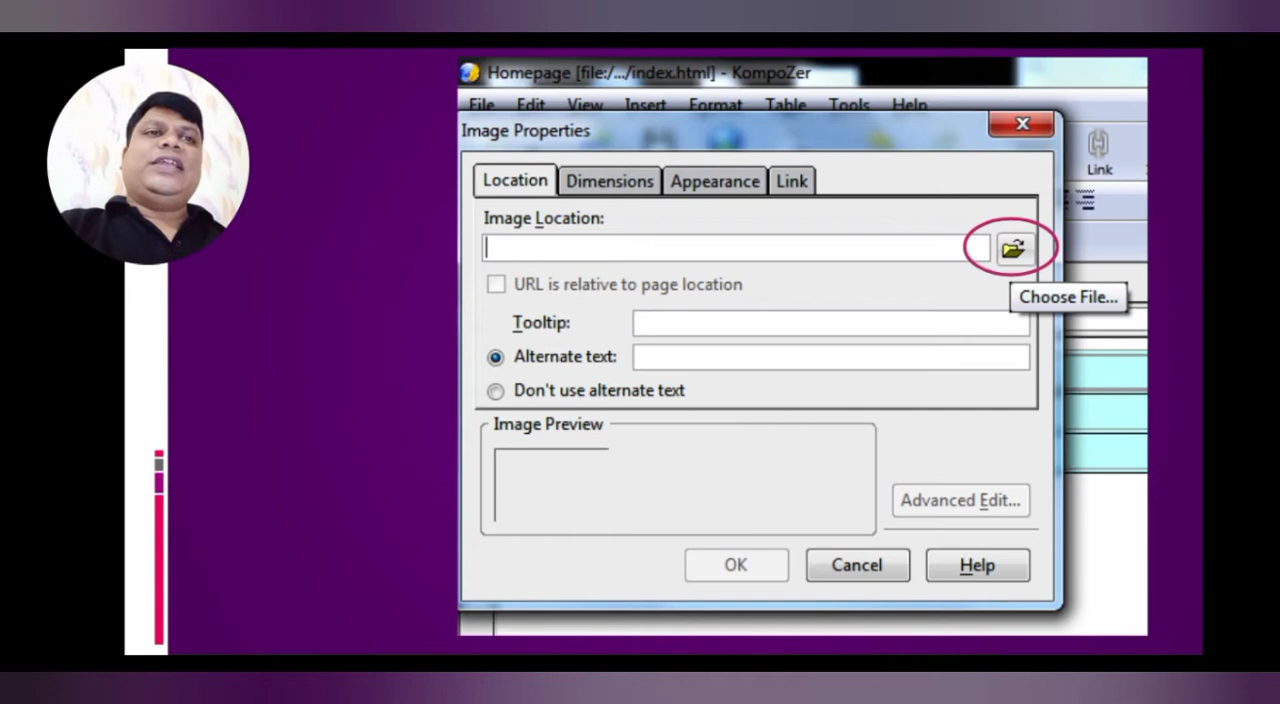 Homepage [file:/.../index.html] - KompoZer
File Edit View Insert Format Table Tools Help
Image Properties
Link
Location Dimensions Appearance Link
Image Location:
URL is relative to page location
Choose File...
Tooltip:
Alternate text:
Don't use alternate text
Image Preview
Advanced Edit...
OK Cancel Help